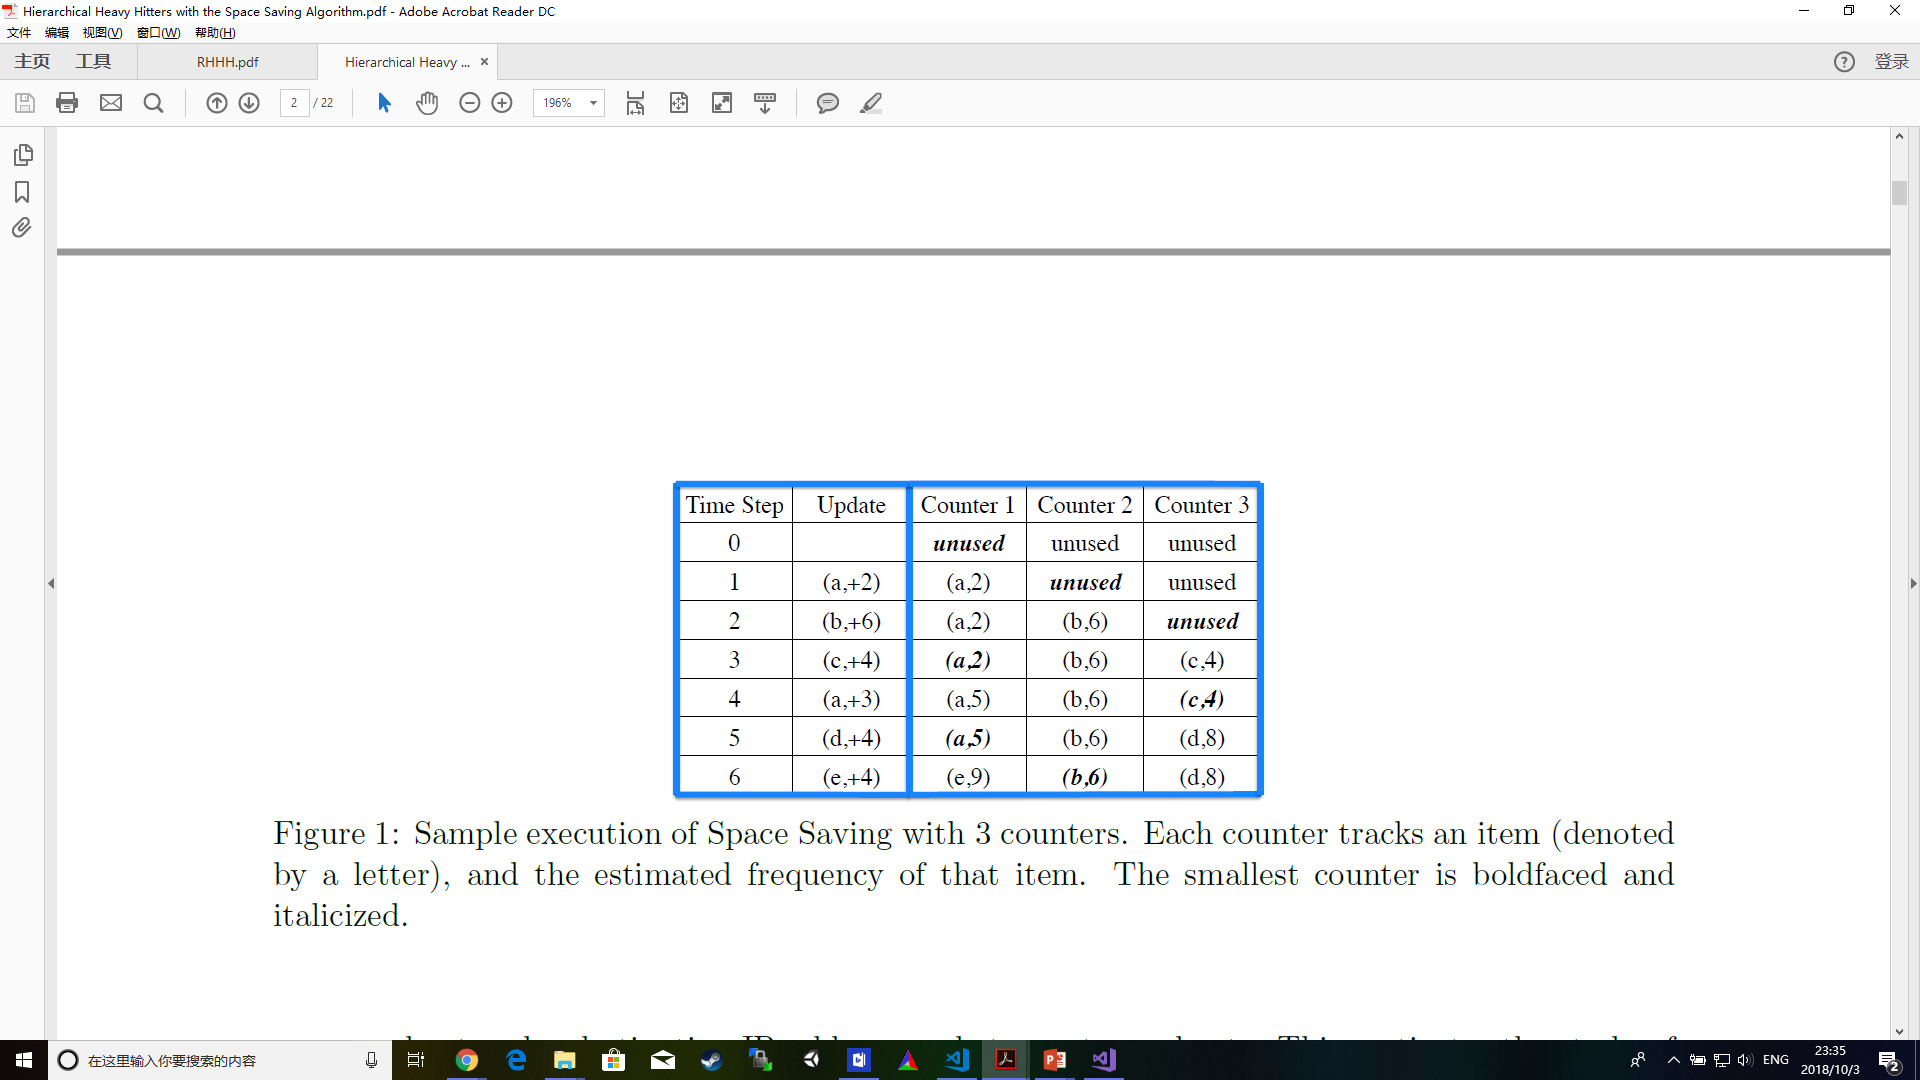 Hierarchical Heavy Hitters with the Space Saving Algorithm.pdf - Adobe Acrobat Reader DC
文件 编辑 视图(V) 窗口(W) 帮助(H)
主页 工具 RHHH.pdf Hierarchical Heavy ... × 登录
2 / 22 196%
Time Step Update Counter 1 Counter 2 Counter 3
0 unused unused unused
1 (a,+2) (a,2) unused unused
2 (b,+6) (a,2) (b,6) unused
3 (c,+4) (a,2) (b,6) (c,4)
4 (a,+3) (a,5) (b,6) (c,4)
5 (d,+4) (a,5) (b,6) (d,8)
6 (e,+4) (e,9) (b,6) (d,8)
Figure 1: Sample execution of Space Saving with 3 counters. Each counter tracks an item (denoted
by a letter), and the estimated frequency of that item. The smallest counter is boldfaced and
italicized.
在这里输入你要搜索的内容
ENG
23:35
2018/10/3
2